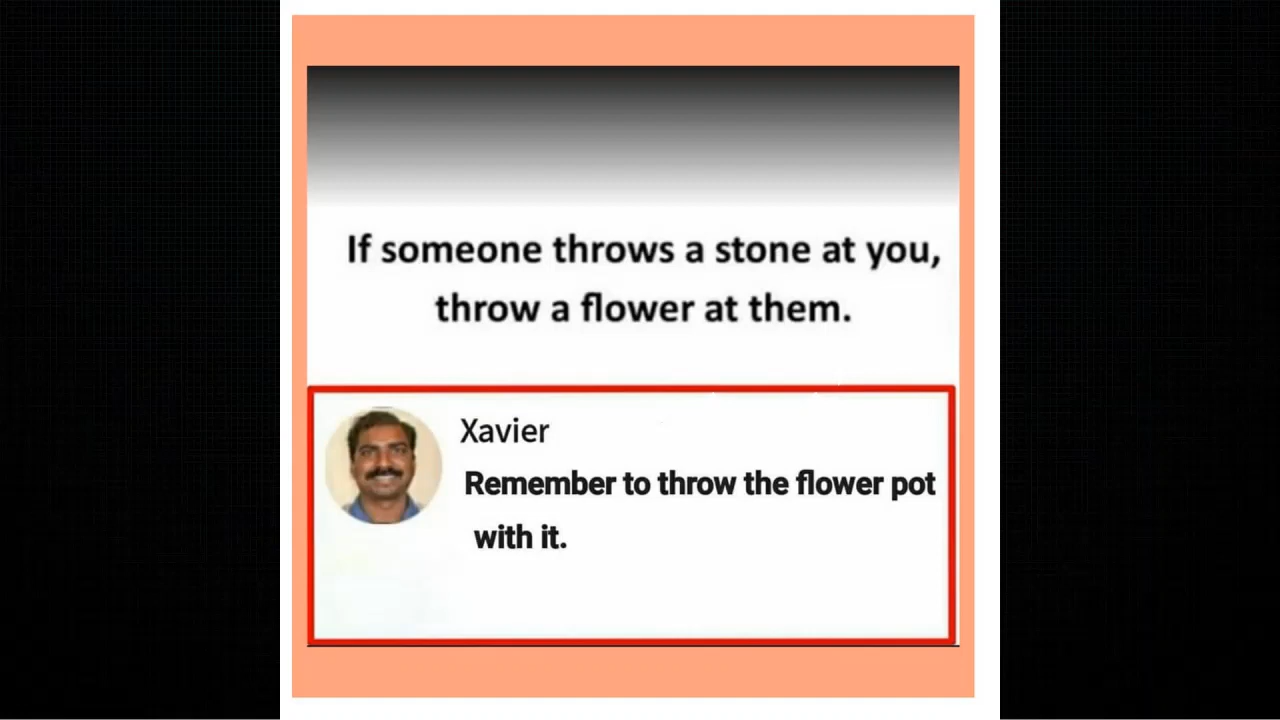 If someone throws a stone at you,
throw a flower at them.
Xavier
Remember to throw the flower pot
with it.